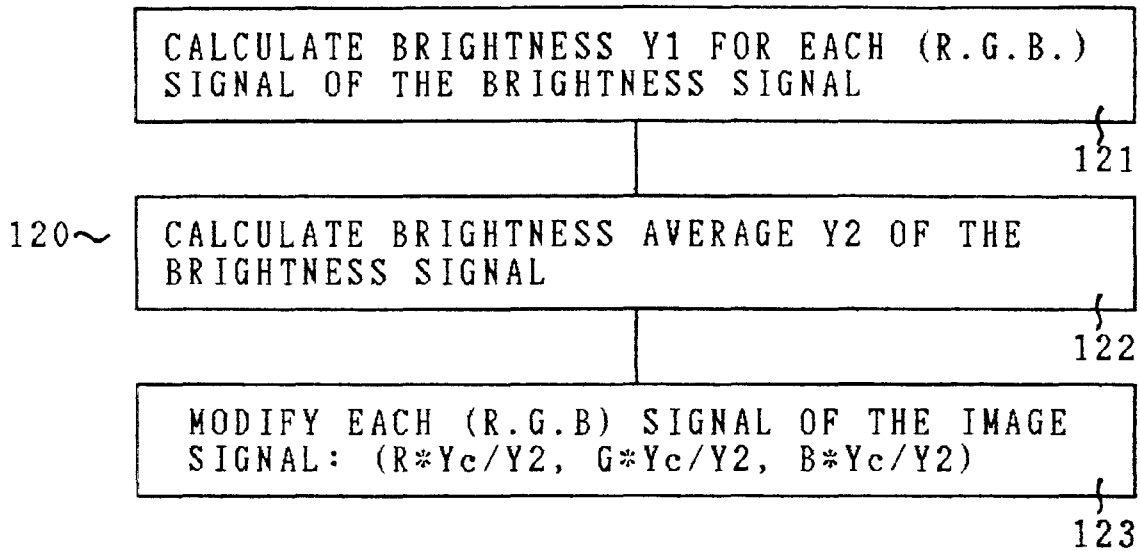 CALCULATE BRIGHTNESS Y1 FOR EACH (R.G.B.)
SIGNAL OF THE BRIGHTNESS SIGNAL
121
120~
CALCULATE BRIGHTNESS AVERAGE Y2 OF THE
BRIGHTNESS SIGNAL
122
MODIFY EACH (R.G.B) SIGNAL OF THE IMAGE
SIGNAL: (R*Yc/Y2, G*Yc/Y2, B*Yc/Y2)
123